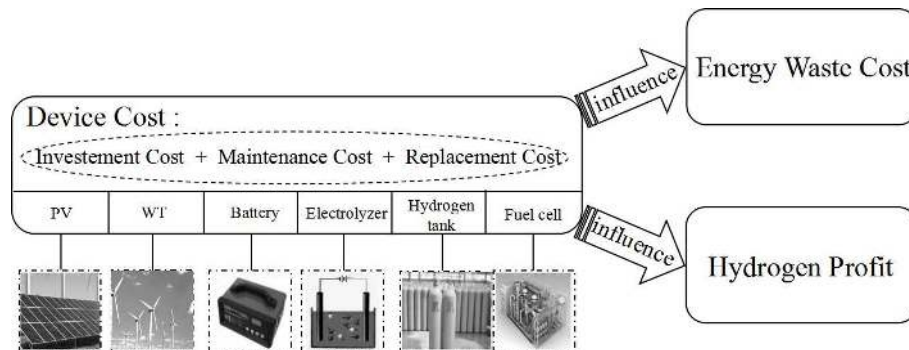 Device Cost :
Investement Cost + Maintenance Cost + Replacement Cost
PV
WT
Battery
Electrolyzer
Hydrogen
tank
Fuel cell
influence
Energy Waste Cost
influence
Hydrogen Profit